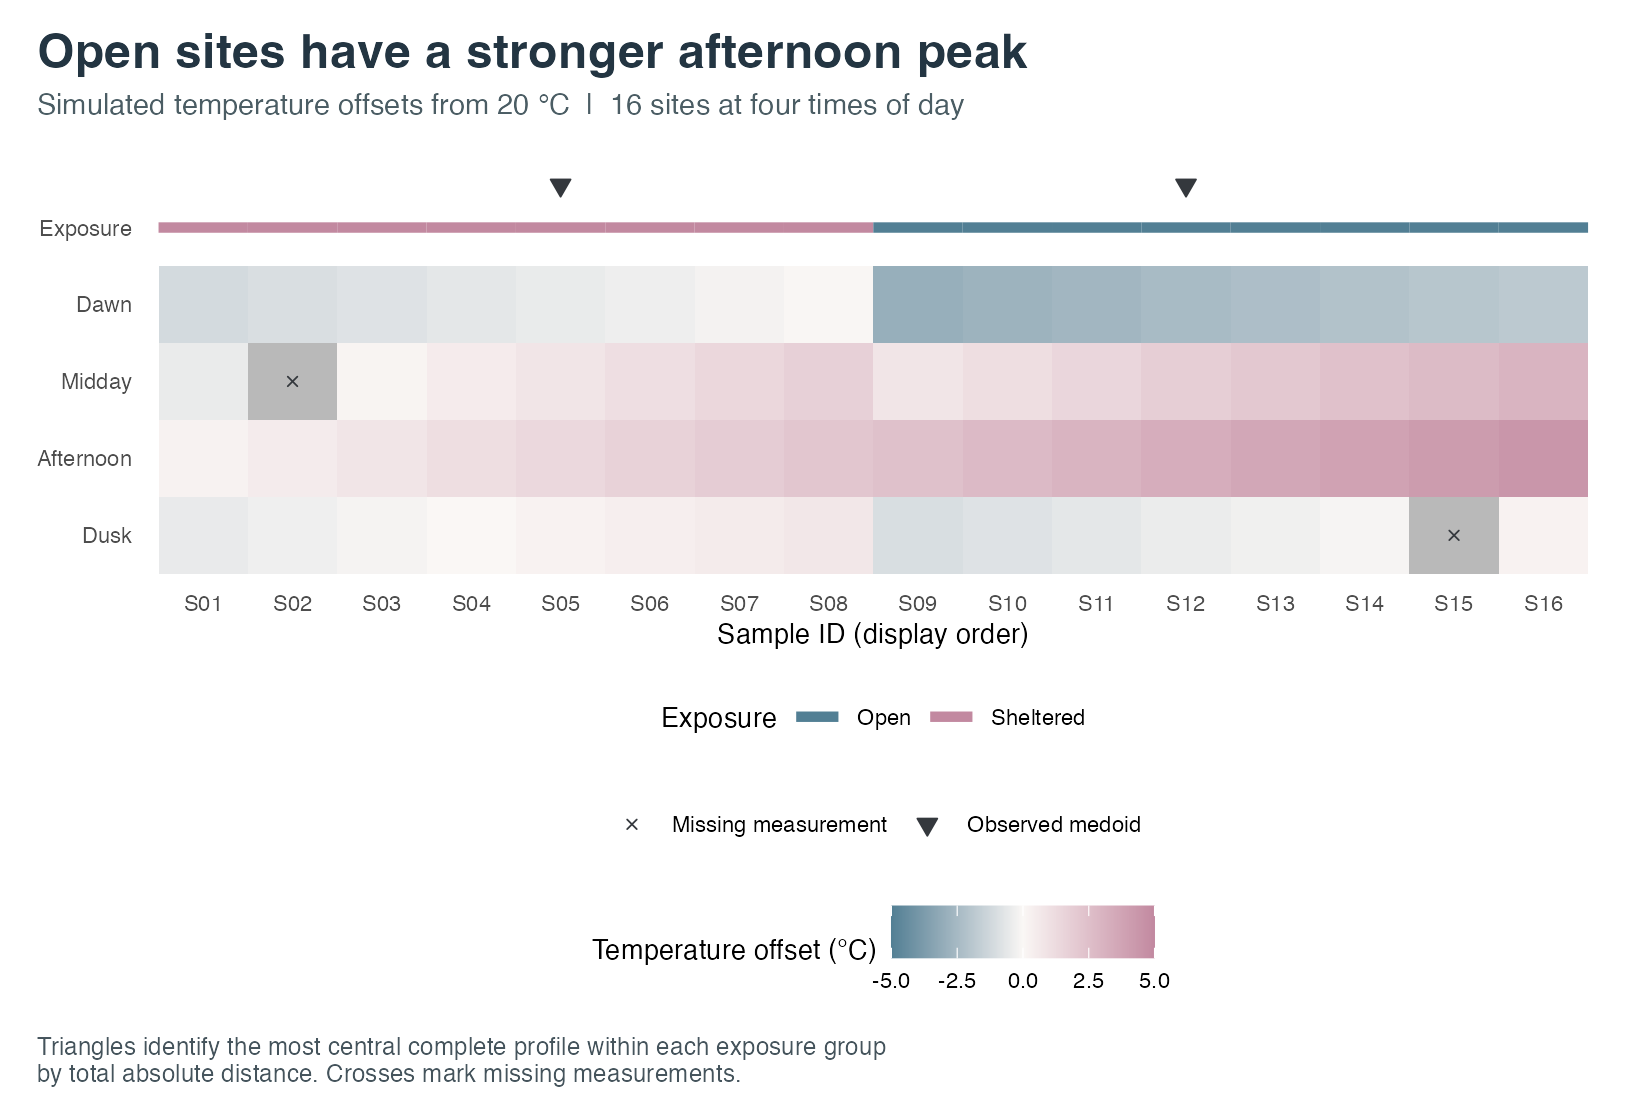 Open sites have a stronger afternoon peak
Simulated temperature offsets from 20 °C | 16 sites at four times of day
Exposure
Dawn
Midday
×
Afternoon
Dusk
×
S01 S02 S03 S04 S05 S06 S07 S08 S09 S10 S11 S12 S13 S14 S15 S16
Sample ID (display order)
Exposure Open Sheltered
× Missing measurement Observed medoid
Temperature offset (°C)
-5.0 -2.5 0.0 2.5 5.0
Triangles identify the most central complete profile within each exposure group
by total absolute distance. Crosses mark missing measurements.